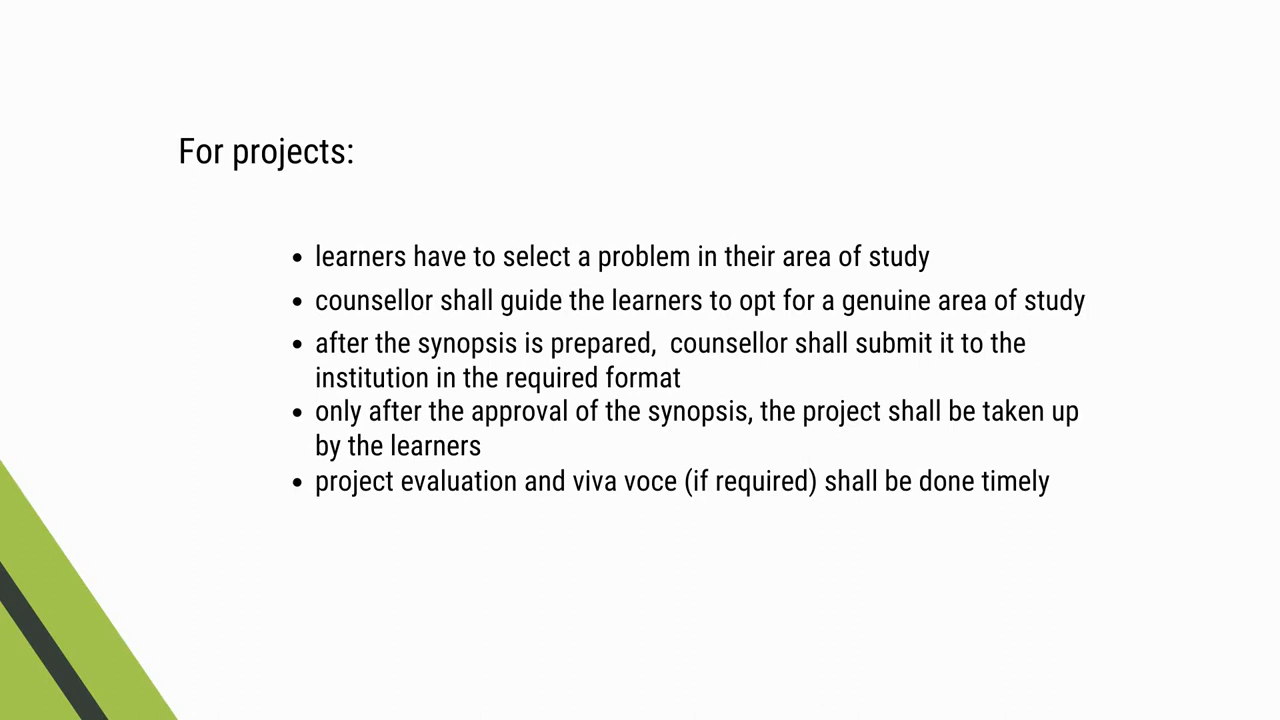 For projects:
• learners have to select a problem in their area of study
• counsellor shall guide the learners to opt for a genuine area of study
• after the synopsis is prepared,  counsellor shall submit it to the
institution in the required format
• only after the approval of the synopsis, the project shall be taken up
by the learners
• project evaluation and viva voce (if required) shall be done timely